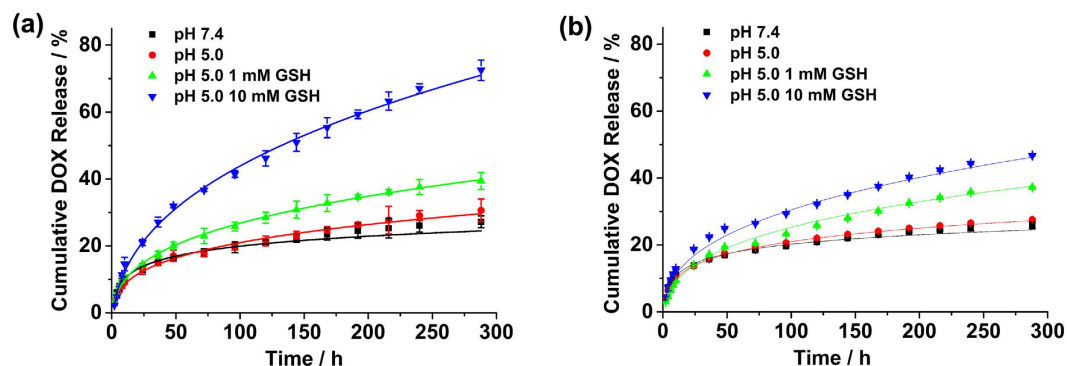 (a)
pH 7.4
pH 5.0
pH 5.0 1 mM GSH
pH 5.0 10 mM GSH
Cumulative DOX Release / %
80
60
40
20
0
0 50 100 150 200 250 300
Time / h
(b)
pH 7.4
pH 5.0
pH 5.0 1 mM GSH
pH 5.0 10 mM GSH
Cumulative DOX Release / %
80
60
40
20
0
0 50 100 150 200 250 300
Time / h